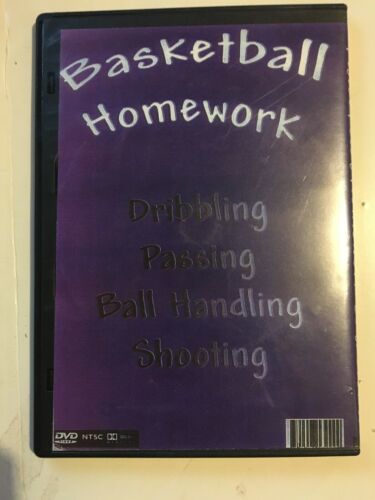 Basketball
Homework
Dribbling
Passing
Ball Handling
Shooting
DVD NTSC